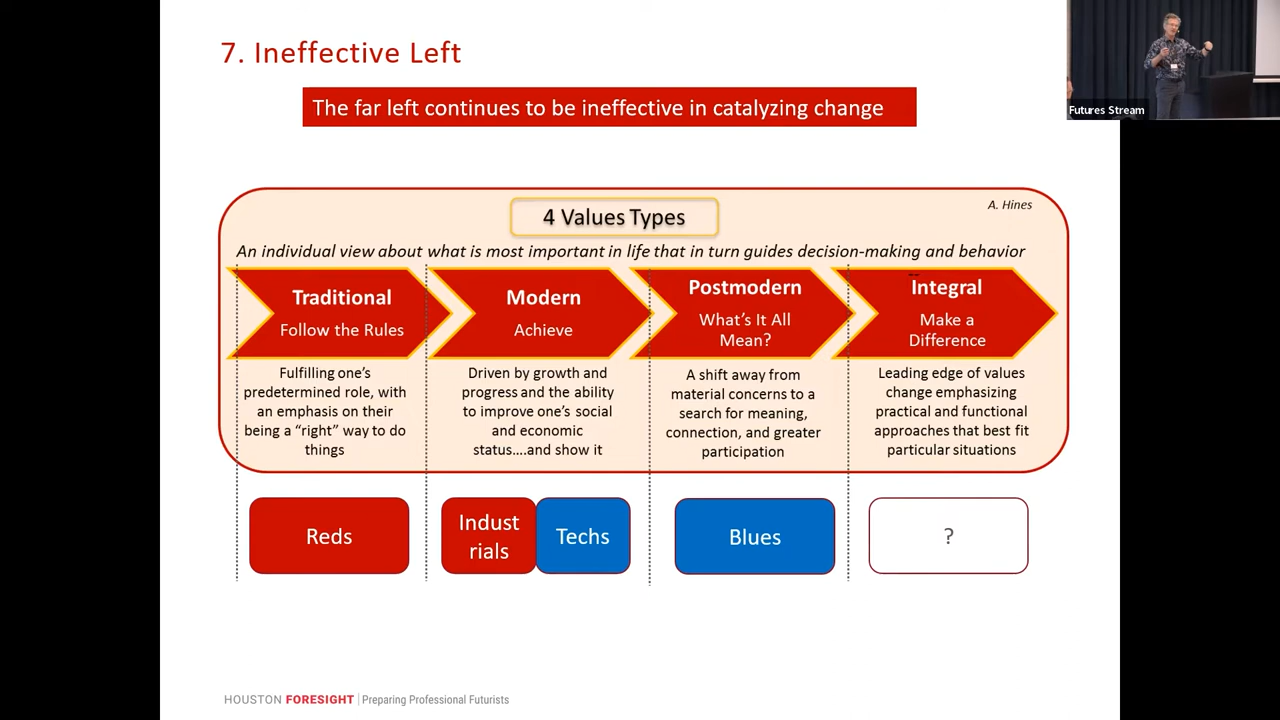 7. Ineffective Left
The far left continues to be ineffective in catalyzing change
Futures Stream
A. Hines
4 Values Types
An individual view about what is most important in life that in turn guides decision-making and behavior
Traditional
Follow the Rules
Modern
Achieve
Postmodern
What's It All
Mean?
Integral
Make a
Difference
Fulfilling one's
predetermined role, with
an emphasis on their
being a "right" way to do
things
Driven by growth and
progress and the ability
to improve one's social
and economic
status....and show it
A shift away from
material concerns to a
search for meaning,
connection, and greater
participation
Leading edge of values
change emphasizing
practical and functional
approaches that best fit
particular situations
Reds
Indust
rials
Techs
Blues
?
HOUSTON FORESIGHT | Preparing Professional Futurists